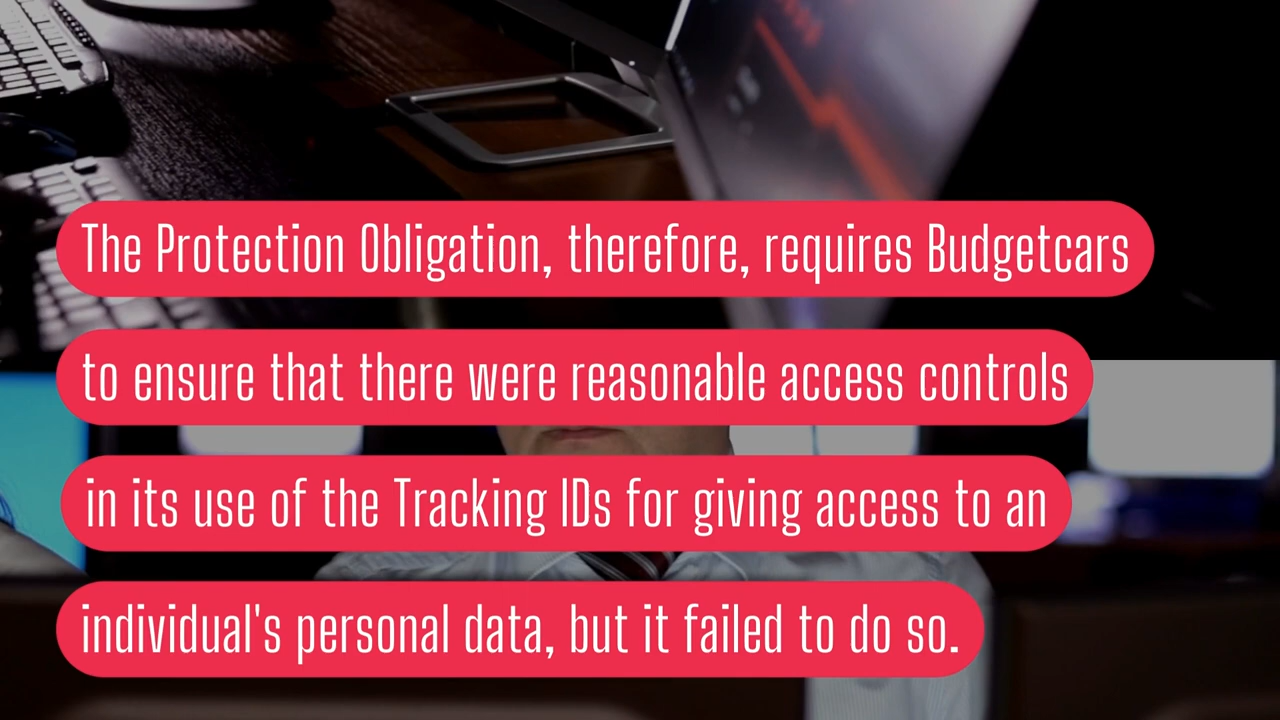 The Protection Obligation, therefore, requires Budgetcars
to ensure that there were reasonable access controls
in its use of the Tracking IDs for giving access to an
individual's personal data, but it failed to do so.